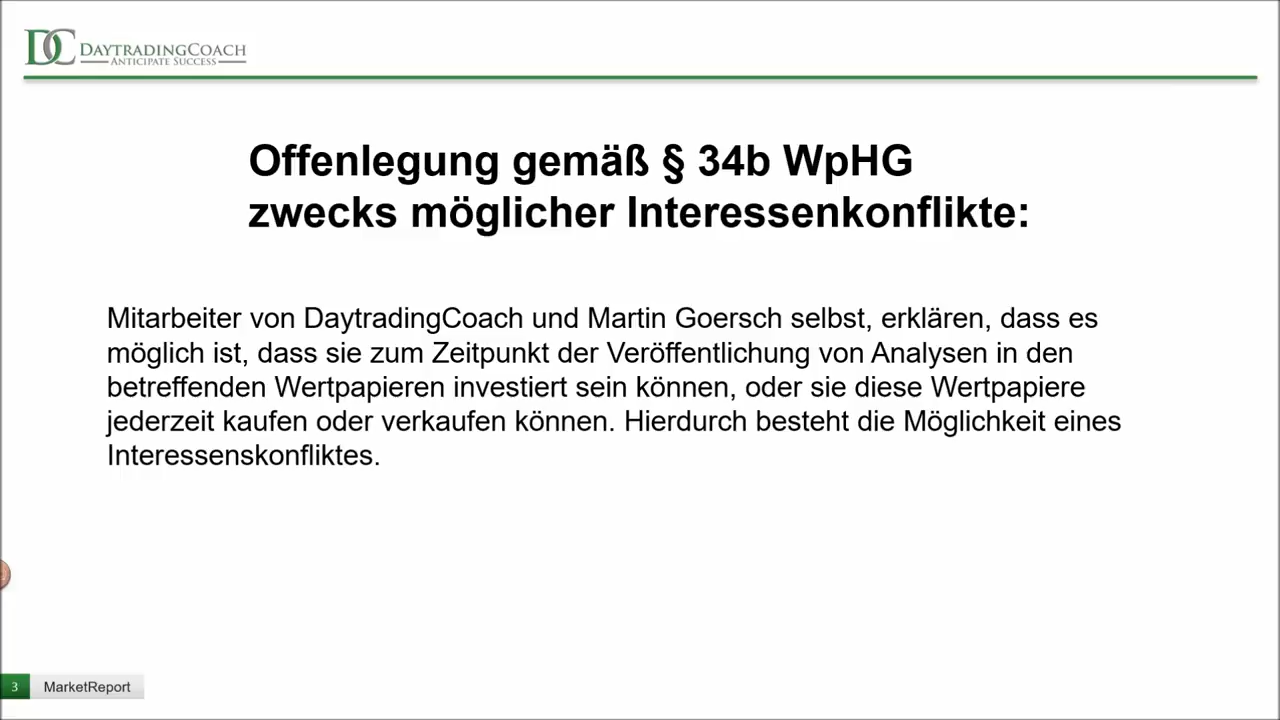 DC DAYTRADINGCOACH
ANTICIPATE SUCCESS
Offenlegung gemäß § 34b WpHG
zwecks möglicher Interessenkonflikte:
Mitarbeiter von DaytradingCoach und Martin Goersch selbst, erklären, dass es
möglich ist, dass sie zum Zeitpunkt der Veröffentlichung von Analysen in den
betreffenden Wertpapieren investiert sein können, oder sie diese Wertpapiere
jederzeit kaufen oder verkaufen können. Hierdurch besteht die Möglichkeit eines
Interessenskonfliktes.
3 MarketReport